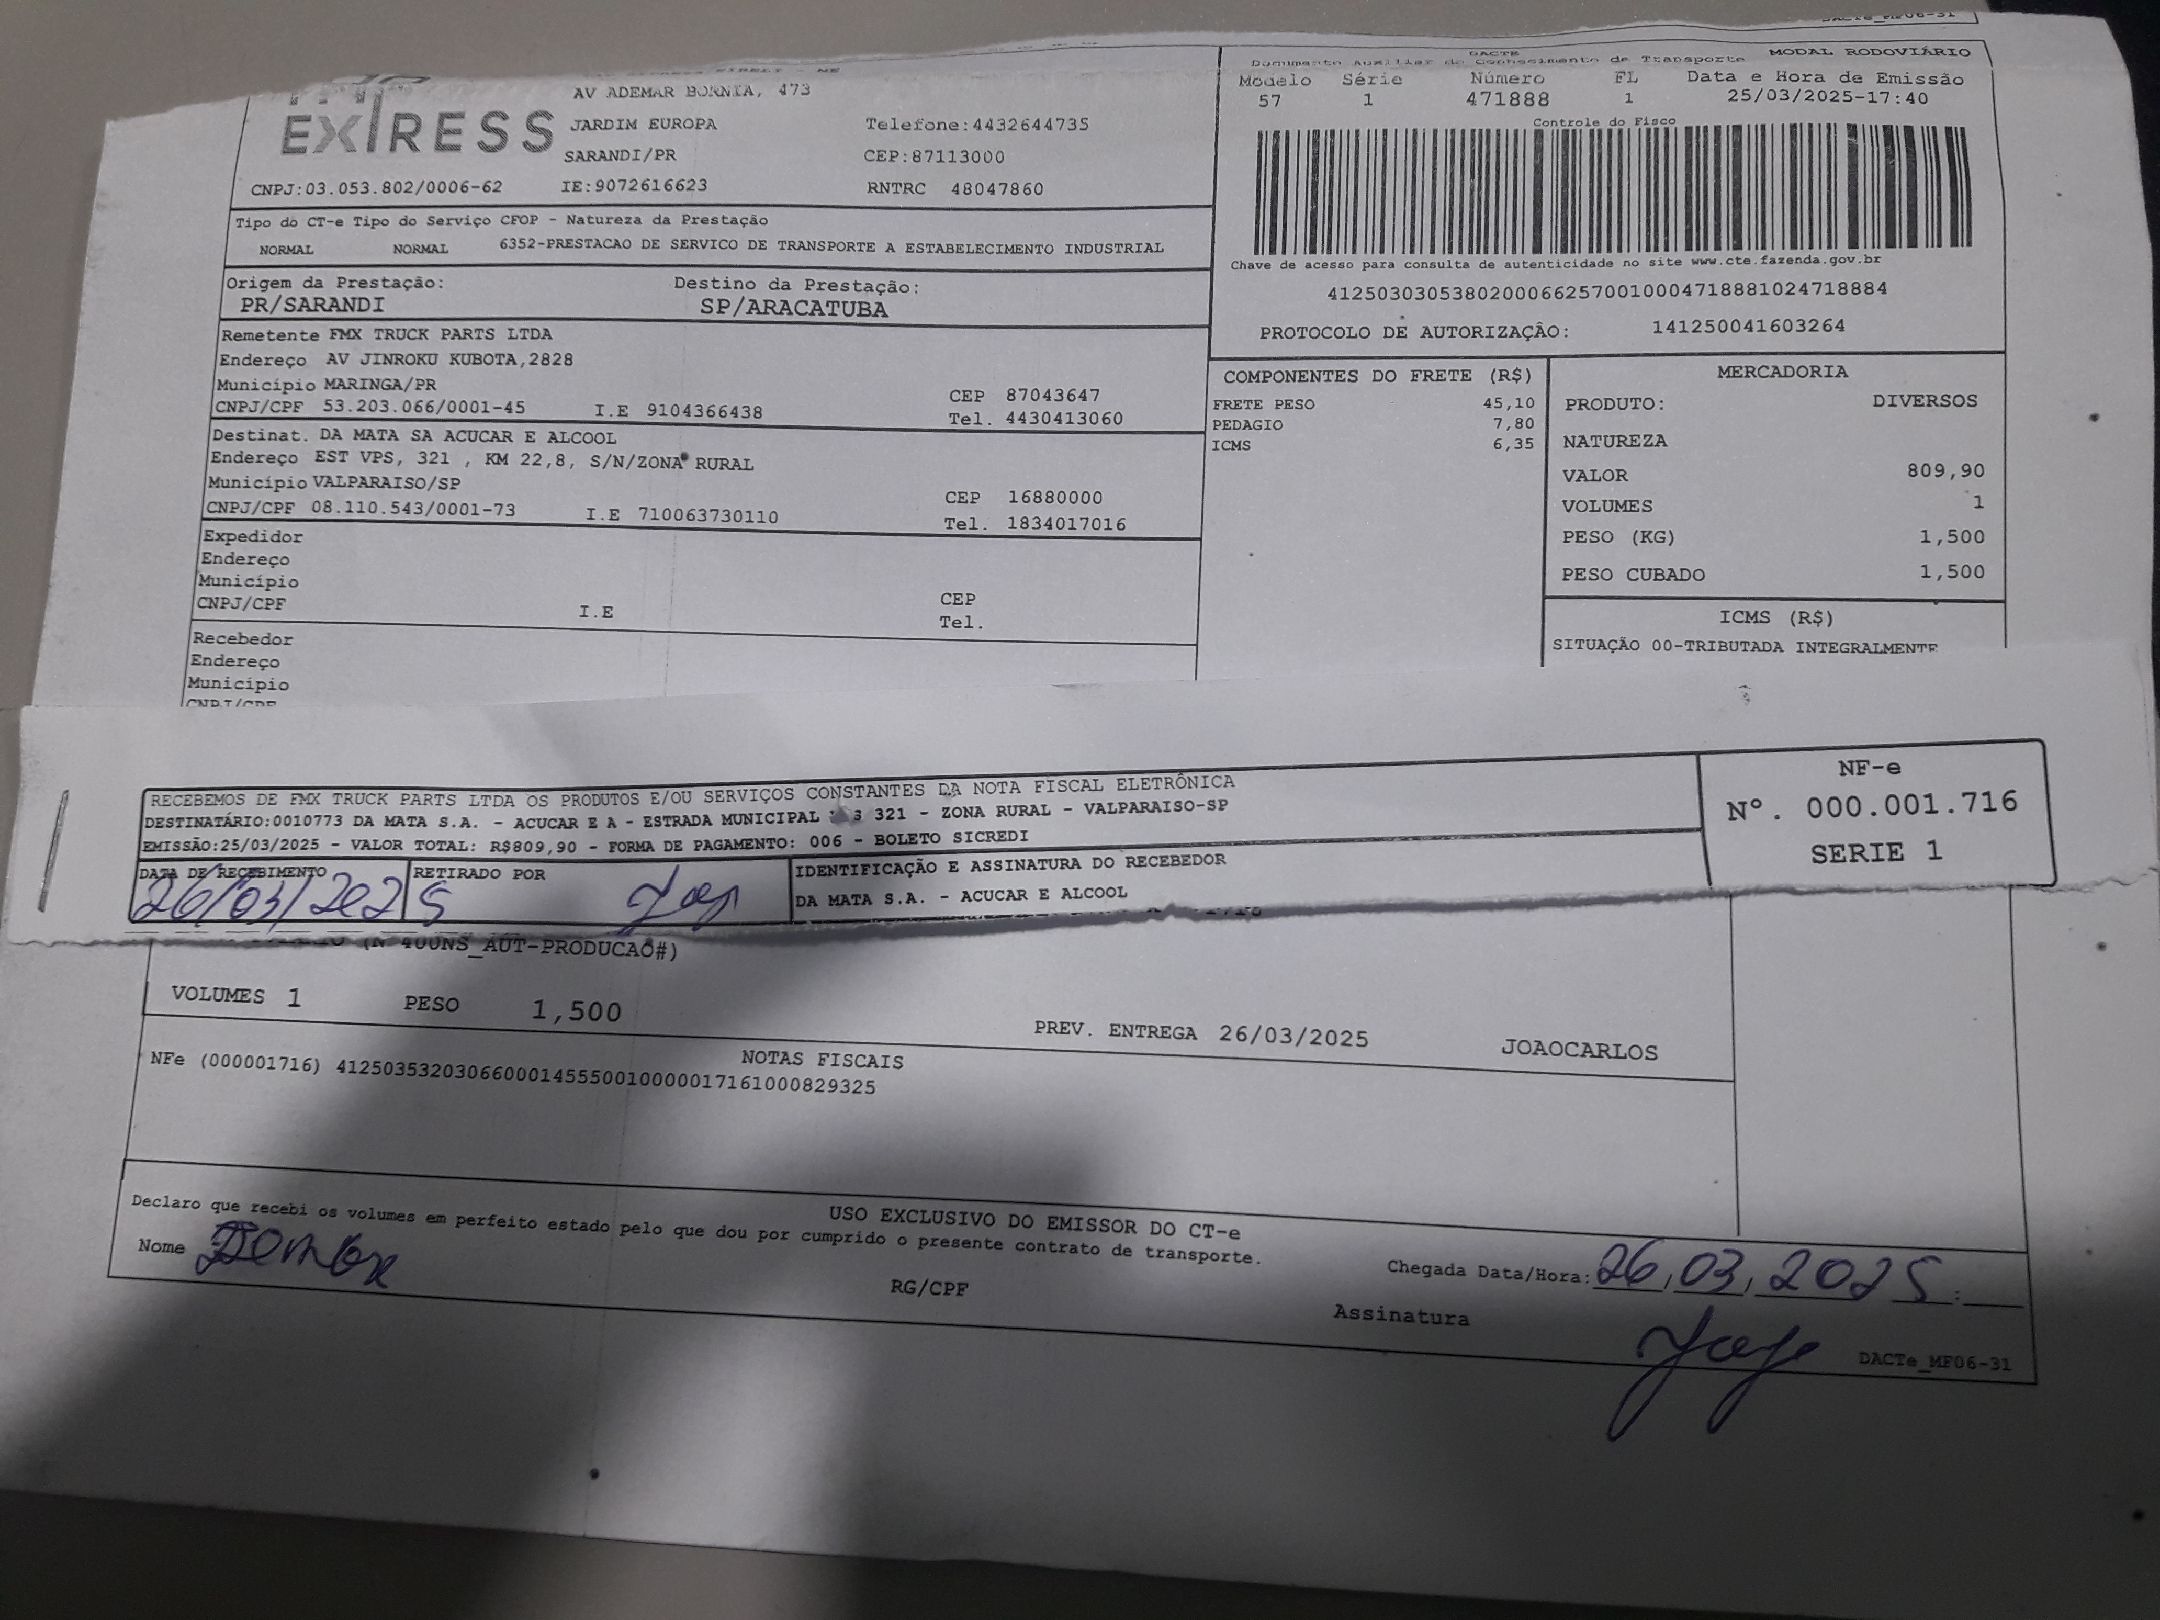 DACTe_MF06-31
EXPRESS
AV ADEMAR BORNIA, 473
JARDIM EUROPA Telefone:4432644735
SARANDI/PR CEP:87113000
CNPJ:03.053.802/0006-62 IE:9072616623 RNTRC 48047860
DACTE MODAL RODOVIÁRIO
Documento Auxiliar do Conhecimento de Transporte
Modelo Série Número FL Data e Hora de Emissão
57 1 471888 1 25/03/2025-17:40
Controle do Fisco
Chave de acesso para consulta de autenticidade no site www.cte.fazenda.gov.br
41250303053802000662570010004718881024718884
PROTOCOLO DE AUTORIZAÇÃO: 141250041603264
Tipo do CT-e Tipo do Serviço CFOP - Natureza da Prestação
NORMAL NORMAL 6352-PRESTACAO DE SERVICO DE TRANSPORTE A ESTABELECIMENTO INDUSTRIAL
Origem da Prestação: Destino da Prestação:
PR/SARANDI SP/ARACATUBA
Remetente FMX TRUCK PARTS LTDA
Endereço AV JINROKU KUBOTA,2828
Município MARINGA/PR CEP 87043647
CNPJ/CPF 53.203.066/0001-45 I.E 9104366438 Tel. 4430413060
Destinat. DA MATA SA ACUCAR E ALCOOL
Endereço EST VPS, 321 , KM 22,8, S/N/ZONA RURAL
Município VALPARAISO/SP CEP 16880000
CNPJ/CPF 08.110.543/0001-73 I.E 710063730110 Tel. 1834017016
Expedidor
Endereço
Município CEP
CNPJ/CPF I.E Tel.
Recebedor
Endereço
Município
CNPJ/CPF
COMPONENTES DO FRETE (R$)
FRETE PESO 45,10
PEDAGIO 7,80
ICMS 6,35
MERCADORIA
PRODUTO: DIVERSOS
NATUREZA
VALOR 809,90
VOLUMES 1
PESO (KG) 1,500
PESO CUBADO 1,500
ICMS (R$)
SITUAÇÃO 00-TRIBUTADA INTEGRALMENTE
RECEBEMOS DE FMX TRUCK PARTS LTDA OS PRODUTOS E/OU SERVIÇOS CONSTANTES DA NOTA FISCAL ELETRÔNICA
DESTINATÁRIO:0010773 DA MATA S.A. - ACUCAR E A - ESTRADA MUNICIPAL 321 - ZONA RURAL - VALPARAISO-SP
EMISSÃO:25/03/2025 - VALOR TOTAL: R$809,90 - FORMA DE PAGAMENTO: 006 - BOLETO SICREDI
DATA DE RECEBIMENTO RETIRADO POR IDENTIFICAÇÃO E ASSINATURA DO RECEBEDOR
26/03/2025 DA MATA S.A. - ACUCAR E ALCOOL
NF-e
Nº. 000.001.716
SERIE 1
(Nº400NS_AUT-PRODUCAO#)
VOLUMES 1 PESO 1,500
PREV. ENTREGA 26/03/2025 JOAOCARLOS
NOTAS FISCAIS
NFe (000001716) 41250353203066000145550010000017161000829325
USO EXCLUSIVO DO EMISSOR DO CT-e
Declaro que recebi os volumes em perfeito estado pelo que dou por cumprido o presente contrato de transporte.
Nome RG/CPF Chegada Data/Hora: 26,03,2025 :
Assinatura
DACTe_MF06-31